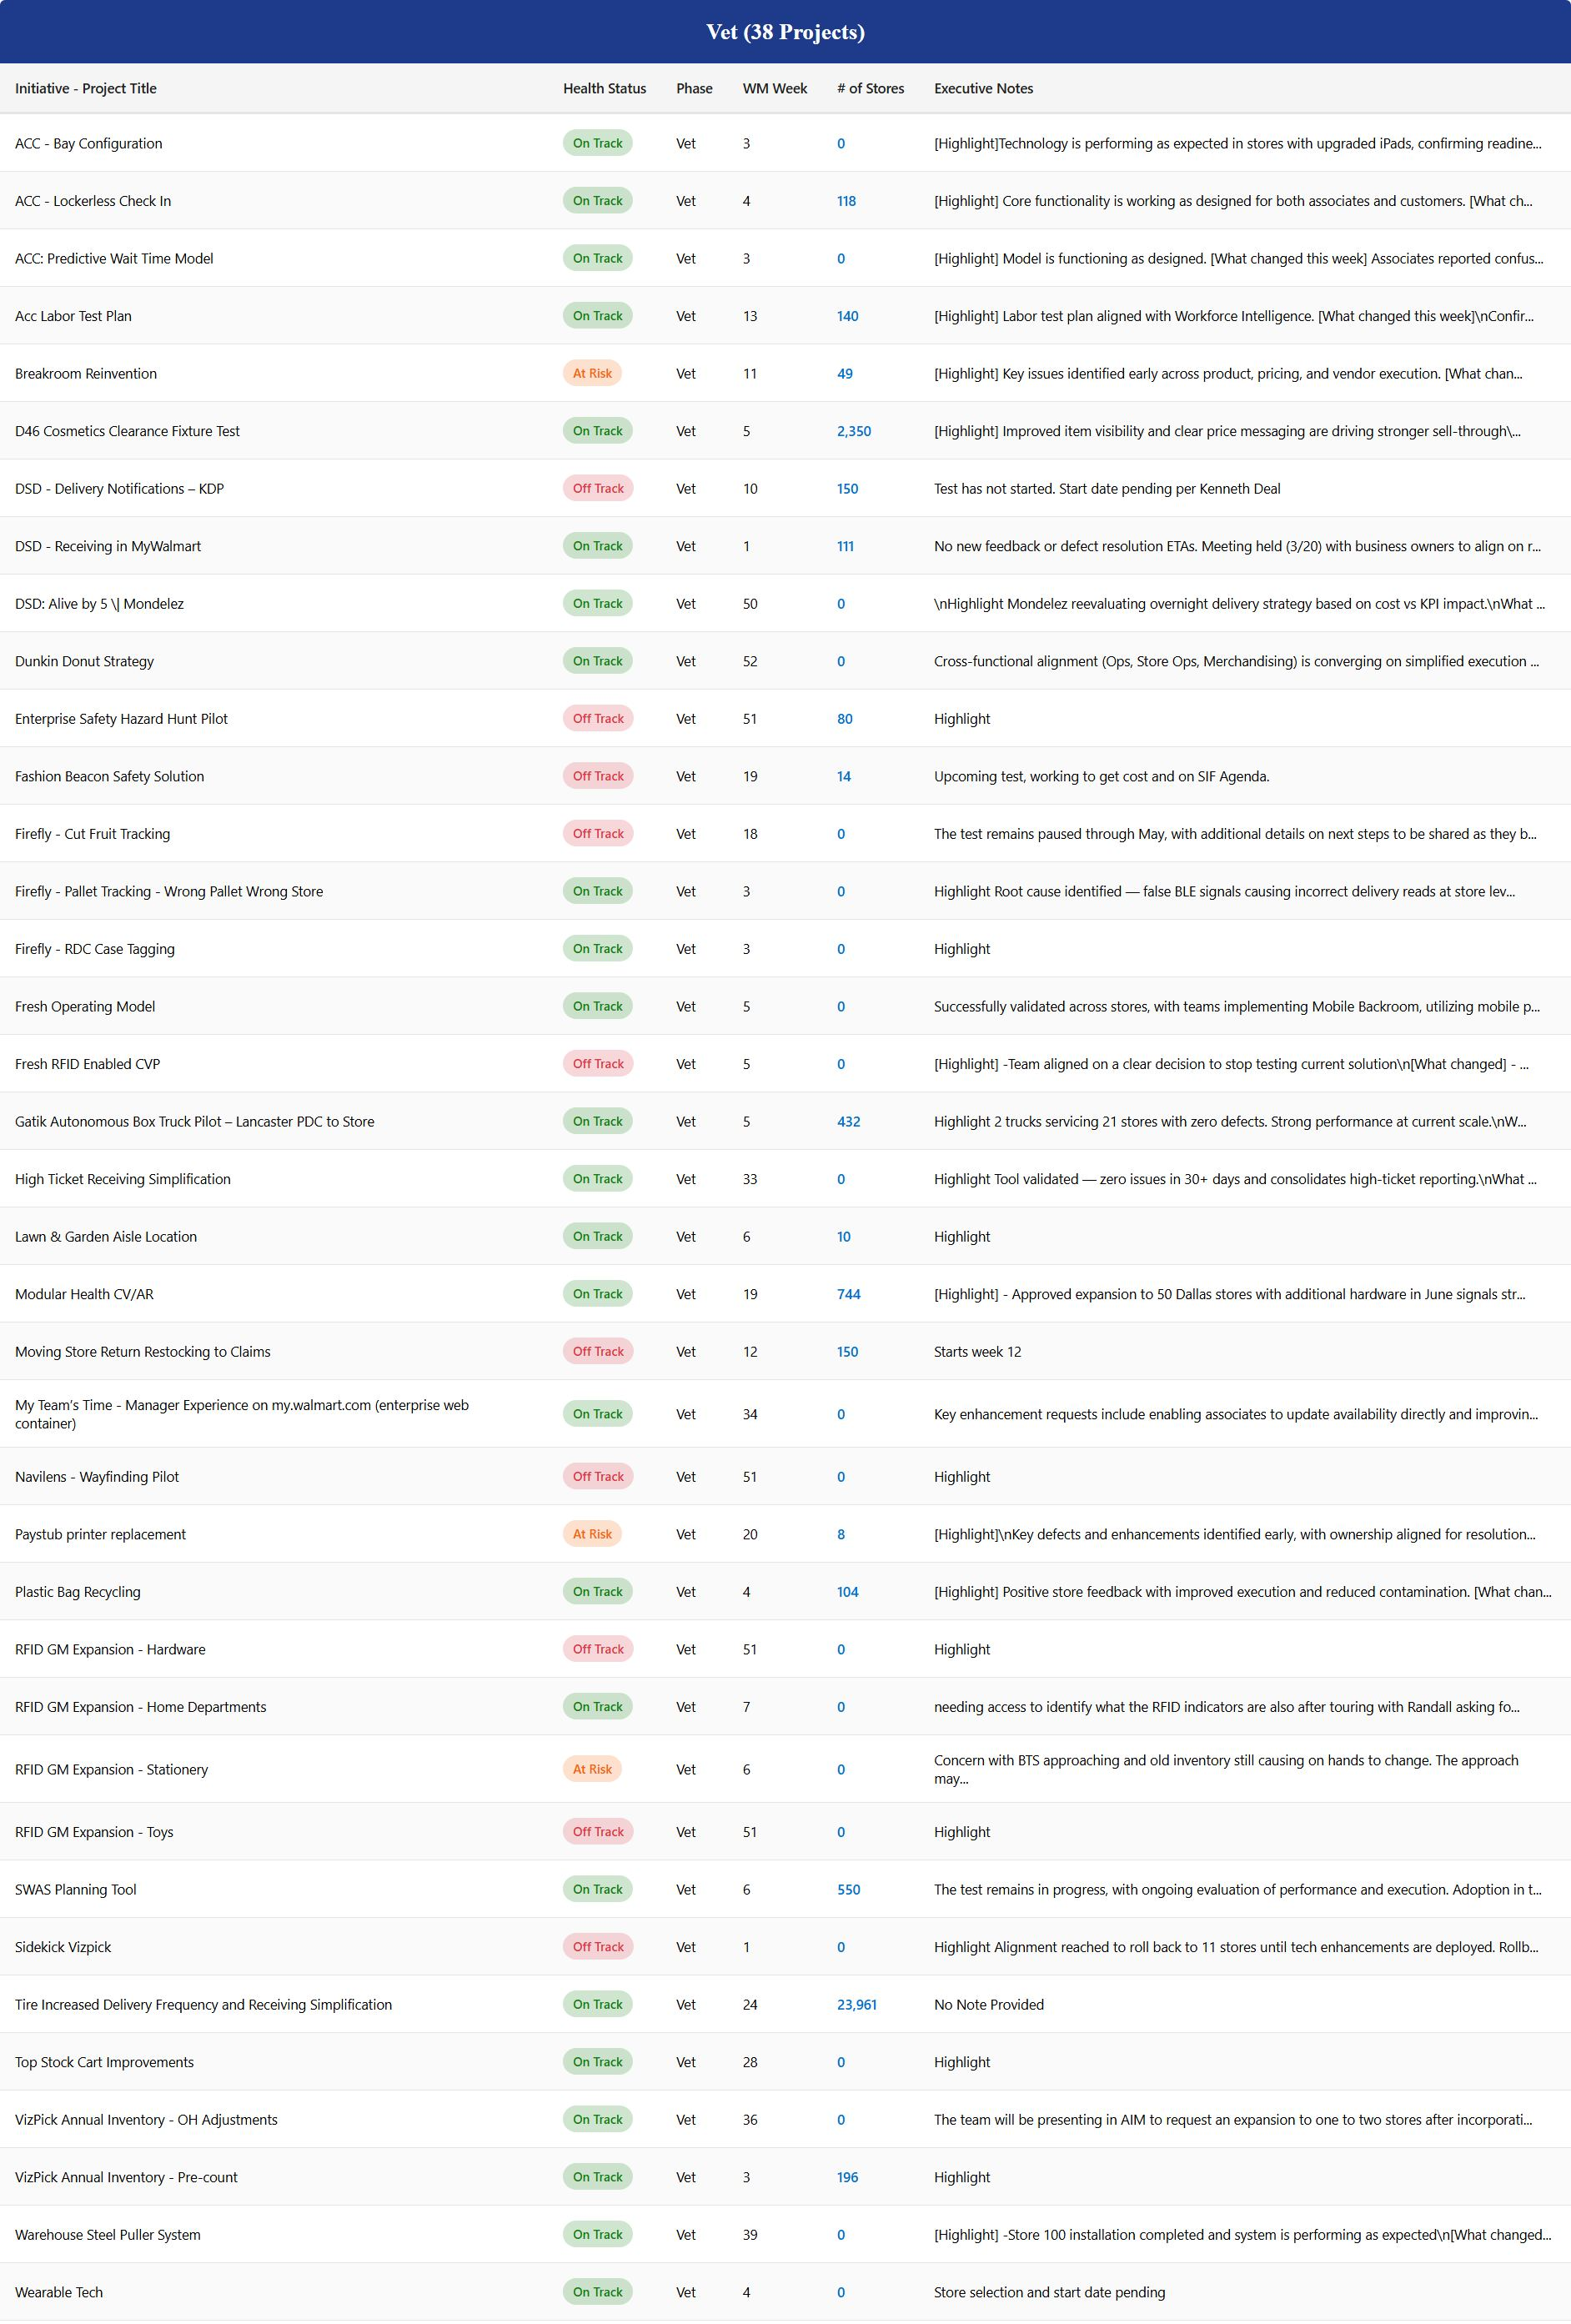 Vet (38 Projects)
Initiative - Project Title Health Status Phase WM Week # of Stores Executive Notes
ACC - Bay Configuration On Track Vet 3 0 [Highlight]Technology is performing as expected in stores with upgraded iPads, confirming readine...
ACC - Lockerless Check In On Track Vet 4 118 [Highlight] Core functionality is working as designed for both associates and customers. [What ch...
ACC: Predictive Wait Time Model On Track Vet 3 0 [Highlight] Model is functioning as designed. [What changed this week] Associates reported confus...
Acc Labor Test Plan On Track Vet 13 140 [Highlight] Labor test plan aligned with Workforce Intelligence. [What changed this week]\nConfir...
Breakroom Reinvention At Risk Vet 11 49 [Highlight] Key issues identified early across product, pricing, and vendor execution. [What chan...
D46 Cosmetics Clearance Fixture Test On Track Vet 5 2,350 [Highlight] Improved item visibility and clear price messaging are driving stronger sell-through\...
DSD - Delivery Notifications – KDP Off Track Vet 10 150 Test has not started. Start date pending per Kenneth Deal
DSD - Receiving in MyWalmart On Track Vet 1 111 No new feedback or defect resolution ETAs. Meeting held (3/20) with business owners to align on r...
DSD: Alive by 5 \| Mondelez On Track Vet 50 0 \nHighlight Mondelez reevaluating overnight delivery strategy based on cost vs KPI impact.\nWhat ...
Dunkin Donut Strategy On Track Vet 52 0 Cross-functional alignment (Ops, Store Ops, Merchandising) is converging on simplified execution ...
Enterprise Safety Hazard Hunt Pilot Off Track Vet 51 80 Highlight
Fashion Beacon Safety Solution Off Track Vet 19 14 Upcoming test, working to get cost and on SIF Agenda.
Firefly - Cut Fruit Tracking Off Track Vet 18 0 The test remains paused through May, with additional details on next steps to be shared as they b...
Firefly - Pallet Tracking - Wrong Pallet Wrong Store On Track Vet 3 0 Highlight Root cause identified — false BLE signals causing incorrect delivery reads at store lev...
Firefly - RDC Case Tagging On Track Vet 3 0 Highlight
Fresh Operating Model On Track Vet 5 0 Successfully validated across stores, with teams implementing Mobile Backroom, utilizing mobile p...
Fresh RFID Enabled CVP Off Track Vet 5 0 [Highlight] -Team aligned on a clear decision to stop testing current solution\n[What changed] - ...
Gatik Autonomous Box Truck Pilot – Lancaster PDC to Store On Track Vet 5 432 Highlight 2 trucks servicing 21 stores with zero defects. Strong performance at current scale.\nW...
High Ticket Receiving Simplification On Track Vet 33 0 Highlight Tool validated — zero issues in 30+ days and consolidates high-ticket reporting.\nWhat ...
Lawn & Garden Aisle Location On Track Vet 6 10 Highlight
Modular Health CV/AR On Track Vet 19 744 [Highlight] - Approved expansion to 50 Dallas stores with additional hardware in June signals str...
Moving Store Return Restocking to Claims Off Track Vet 12 150 Starts week 12
My Team's Time - Manager Experience on my.walmart.com (enterprise web
container) On Track Vet 34 0 Key enhancement requests include enabling associates to update availability directly and improvin...
Navilens - Wayfinding Pilot Off Track Vet 51 0 Highlight
Paystub printer replacement At Risk Vet 20 8 [Highlight]\nKey defects and enhancements identified early, with ownership aligned for resolution...
Plastic Bag Recycling On Track Vet 4 104 [Highlight] Positive store feedback with improved execution and reduced contamination. [What chan...
RFID GM Expansion - Hardware Off Track Vet 51 0 Highlight
RFID GM Expansion - Home Departments On Track Vet 7 0 needing access to identify what the RFID indicators are also after touring with Randall asking fo...
RFID GM Expansion - Stationery At Risk Vet 6 0 Concern with BTS approaching and old inventory still causing on hands to change. The approach
may...
RFID GM Expansion - Toys Off Track Vet 51 0 Highlight
SWAS Planning Tool On Track Vet 6 550 The test remains in progress, with ongoing evaluation of performance and execution. Adoption in t...
Sidekick Vizpick Off Track Vet 1 0 Highlight Alignment reached to roll back to 11 stores until tech enhancements are deployed. Rollb...
Tire Increased Delivery Frequency and Receiving Simplification On Track Vet 24 23,961 No Note Provided
Top Stock Cart Improvements On Track Vet 28 0 Highlight
VizPick Annual Inventory - OH Adjustments On Track Vet 36 0 The team will be presenting in AIM to request an expansion to one to two stores after incorporati...
VizPick Annual Inventory - Pre-count On Track Vet 3 196 Highlight
Warehouse Steel Puller System On Track Vet 39 0 [Highlight] -Store 100 installation completed and system is performing as expected\n[What changed...
Wearable Tech On Track Vet 4 0 Store selection and start date pending